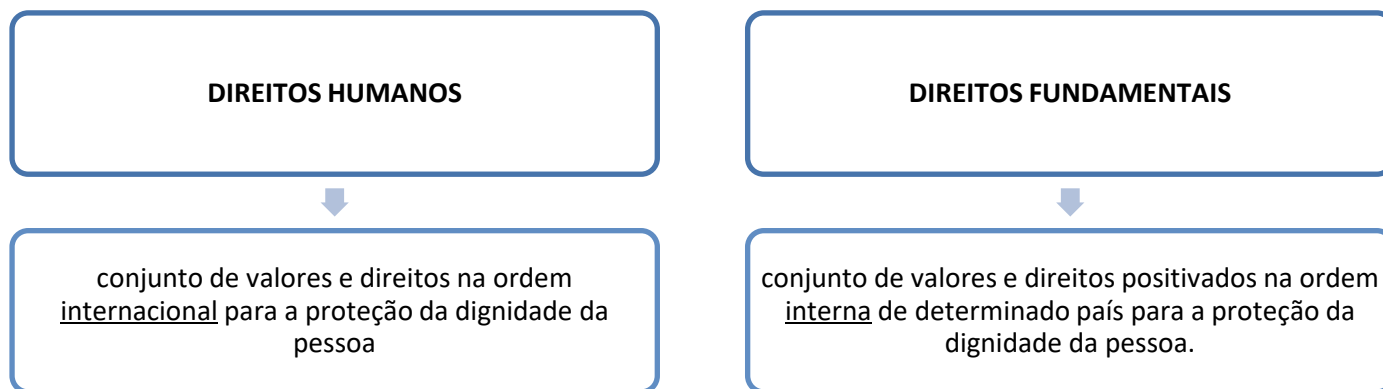 DIREITOS HUMANOS
conjunto de valores e direitos na ordem
internacional para a proteção da dignidade da
pessoa
DIREITOS FUNDAMENTAIS
conjunto de valores e direitos positivados na ordem
interna de determinado país para a proteção da
dignidade da pessoa.